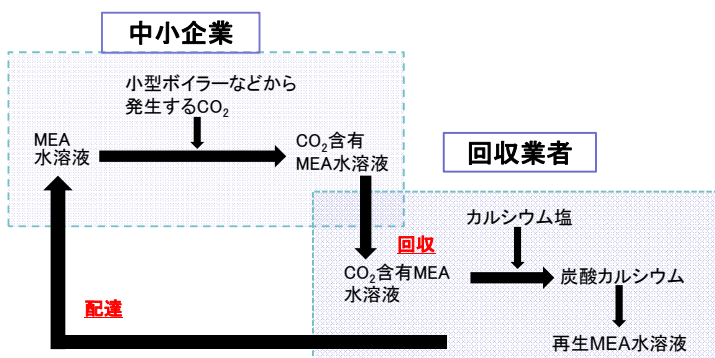 中小企業
小型ボイラーなどから
発生するCO₂
MEA
水溶液
CO₂含有
MEA水溶液
回収業者
カルシウム塩
回収
CO₂含有MEA
水溶液
炭酸カルシウム
配達
再生MEA水溶液